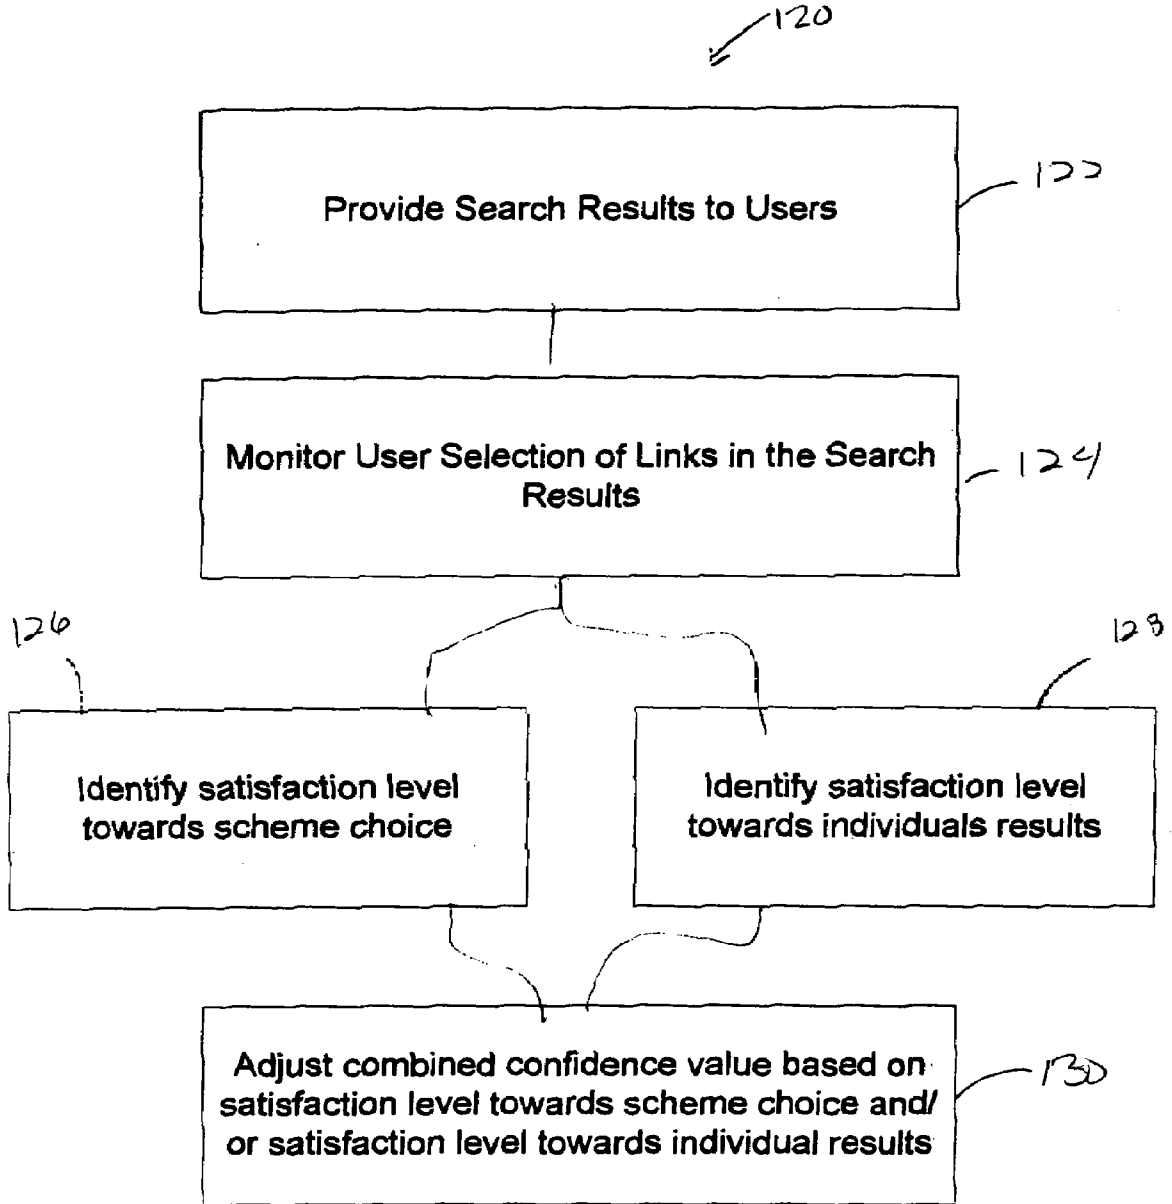 120
Provide Search Results to Users
122
Monitor User Selection of Links in the Search
Results
124
126
128
Identify satisfaction level
towards scheme choice
Identify satisfaction level
towards individuals results
Adjust combined confidence value based on
satisfaction level towards scheme choice and/
or satisfaction level towards individual results
130